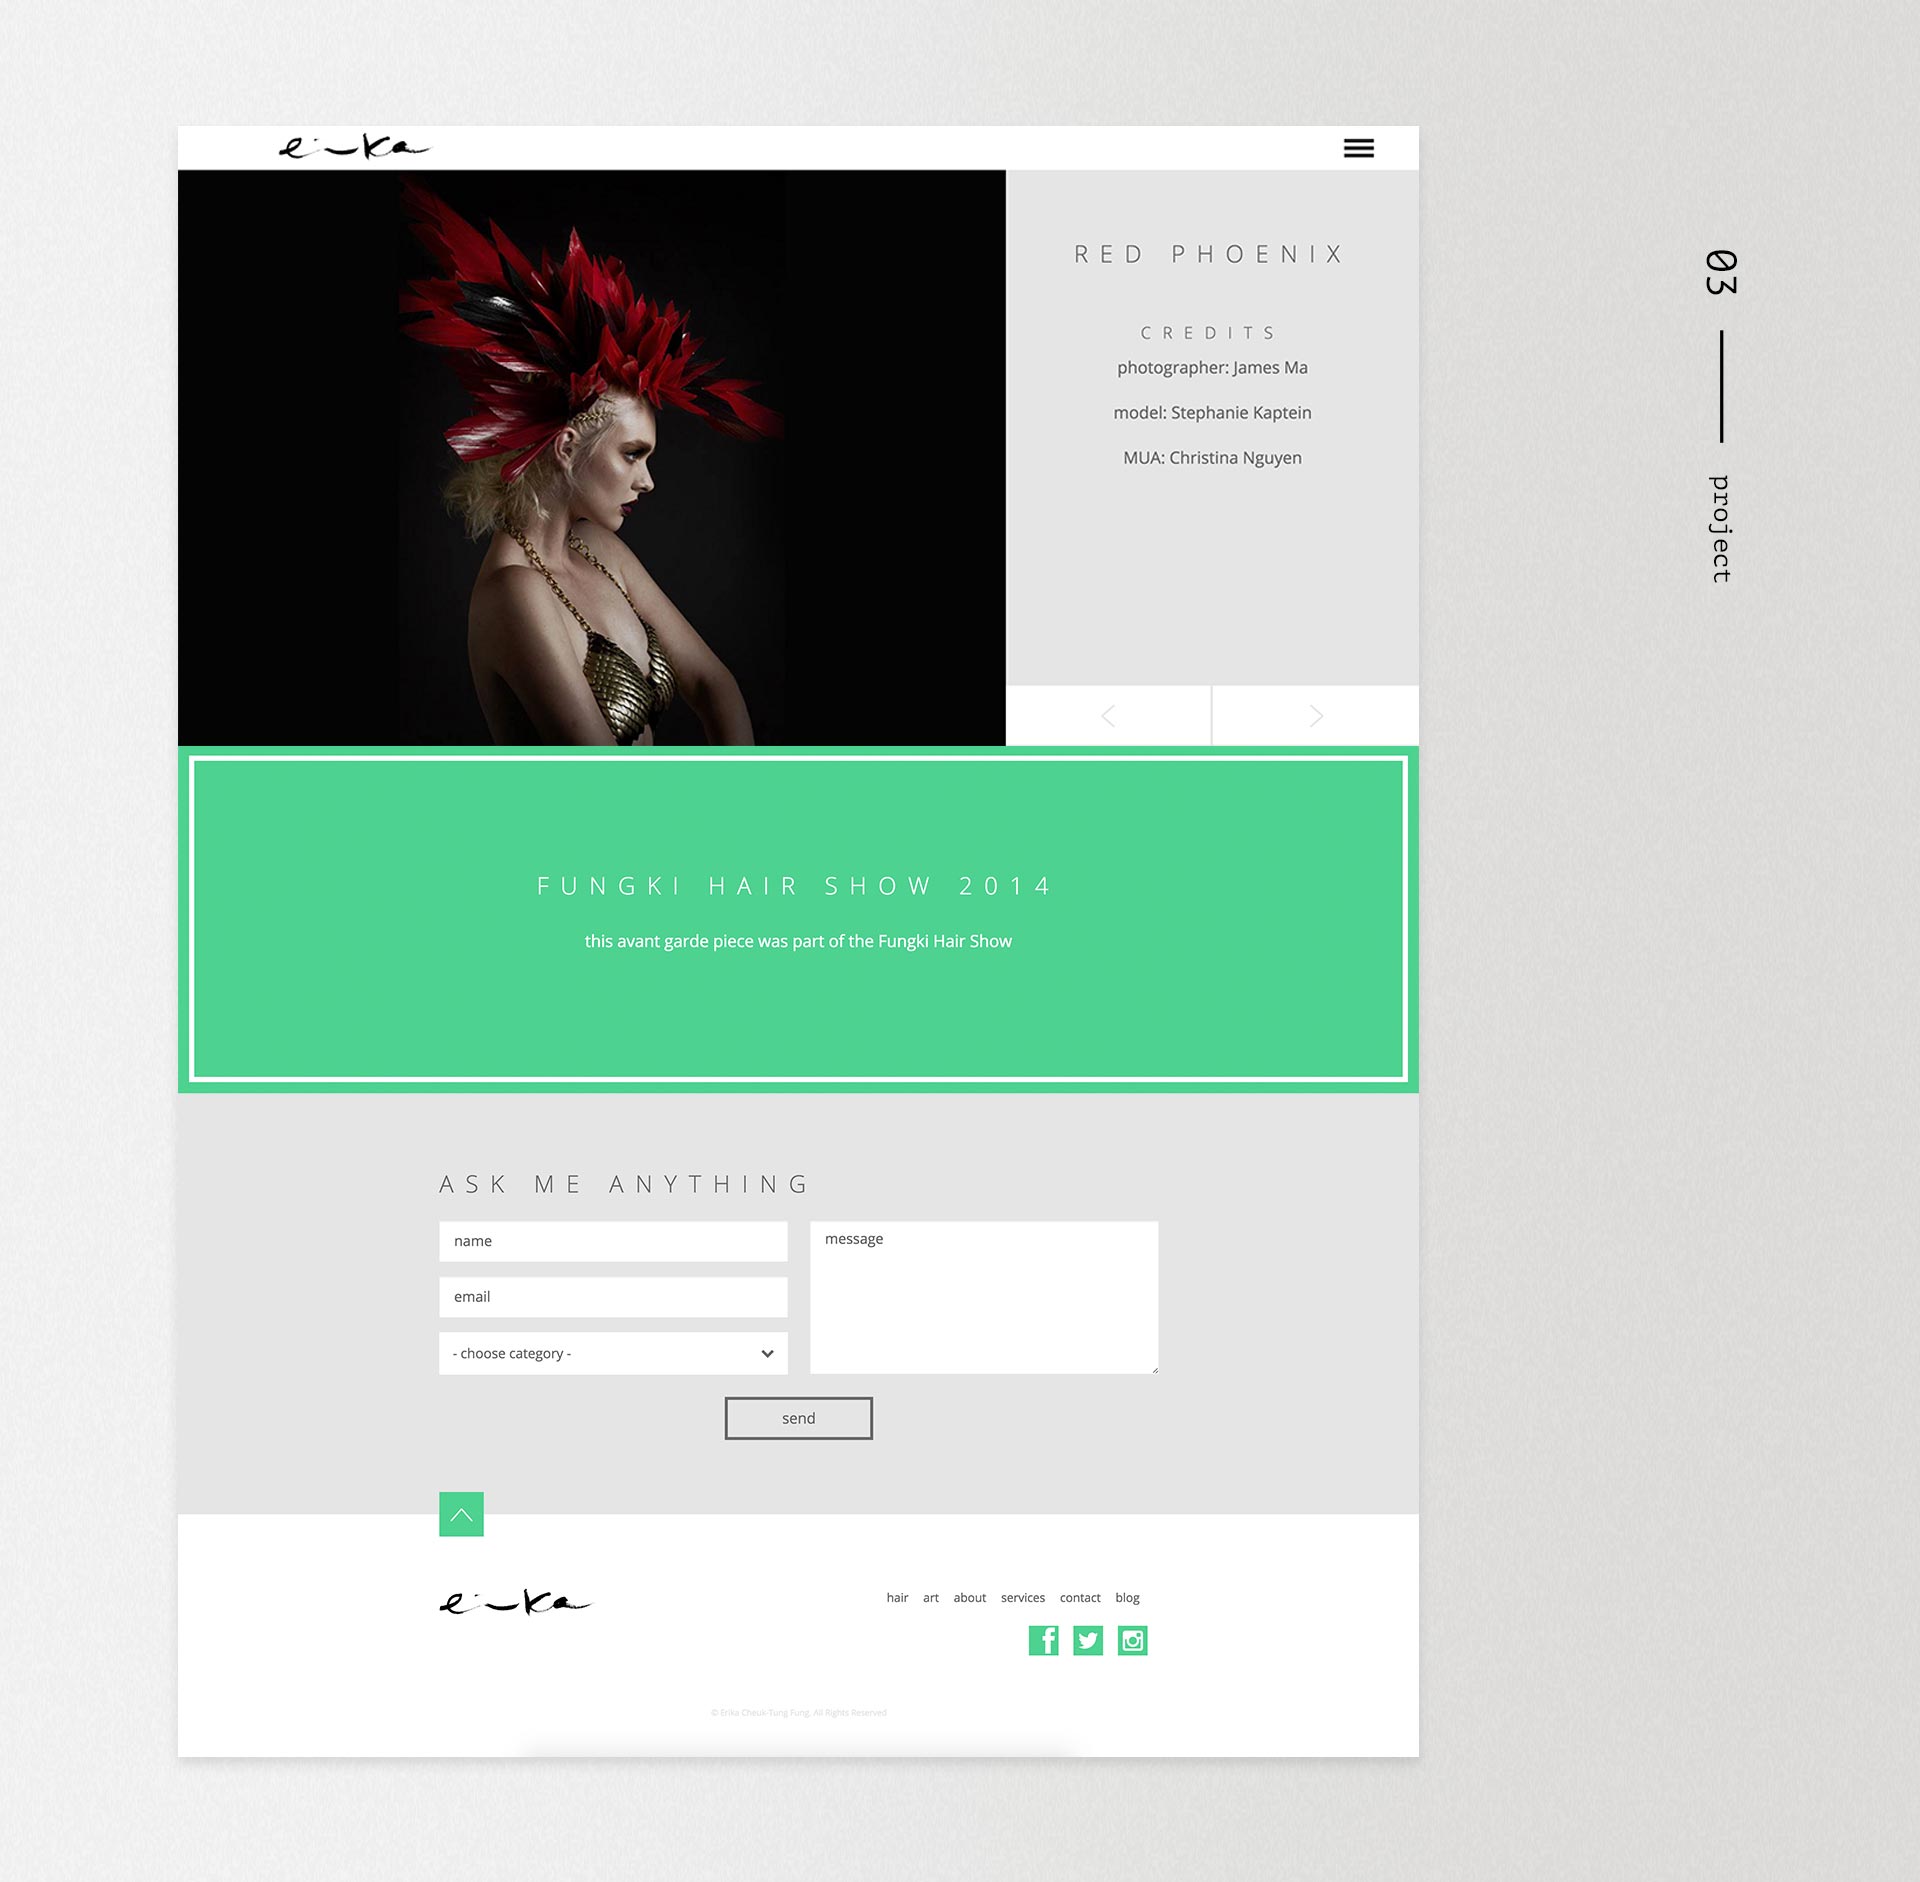 erika
RED PHOENIX
CREDITS
photographer: James Ma
model: Stephanie Kaptein
MUA: Christina Nguyen
03
project
FUNGKI HAIR SHOW 2014
this avant garde piece was part of the Fungki Hair Show
ASK ME ANYTHING
name
message
email
- choose category -
send
erika
hair art about services contact blog
© Erika Cheuk-Tung Fung. All Rights Reserved